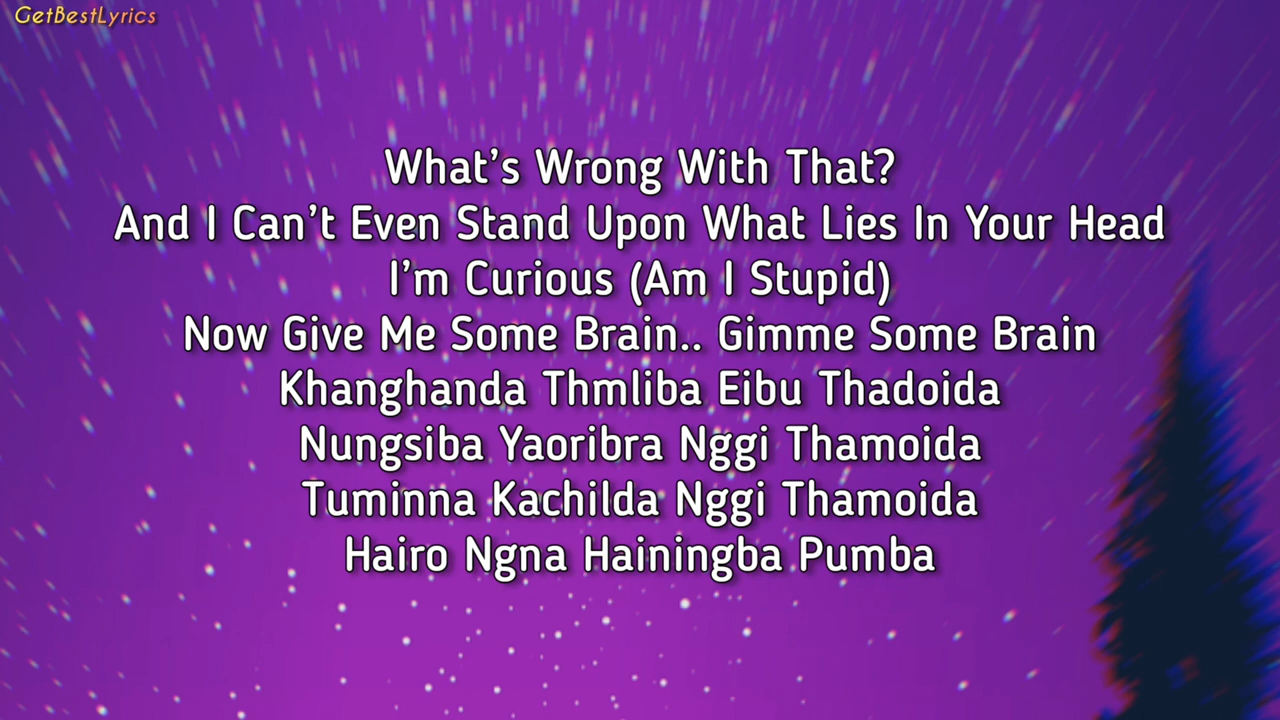 GetBestLyrics
What’s Wrong With That?
And I Can’t Even Stand Upon What Lies In Your Head
I’m Curious (Am I Stupid)
Now Give Me Some Brain.. Gimme Some Brain
Khanghanda Thmliba Eibu Thadoida
Nungsiba Yaoribra Nggi Thamoida
Tuminna Kachilda Nggi Thamoida
Hairo Ngna Hainingba Pumba